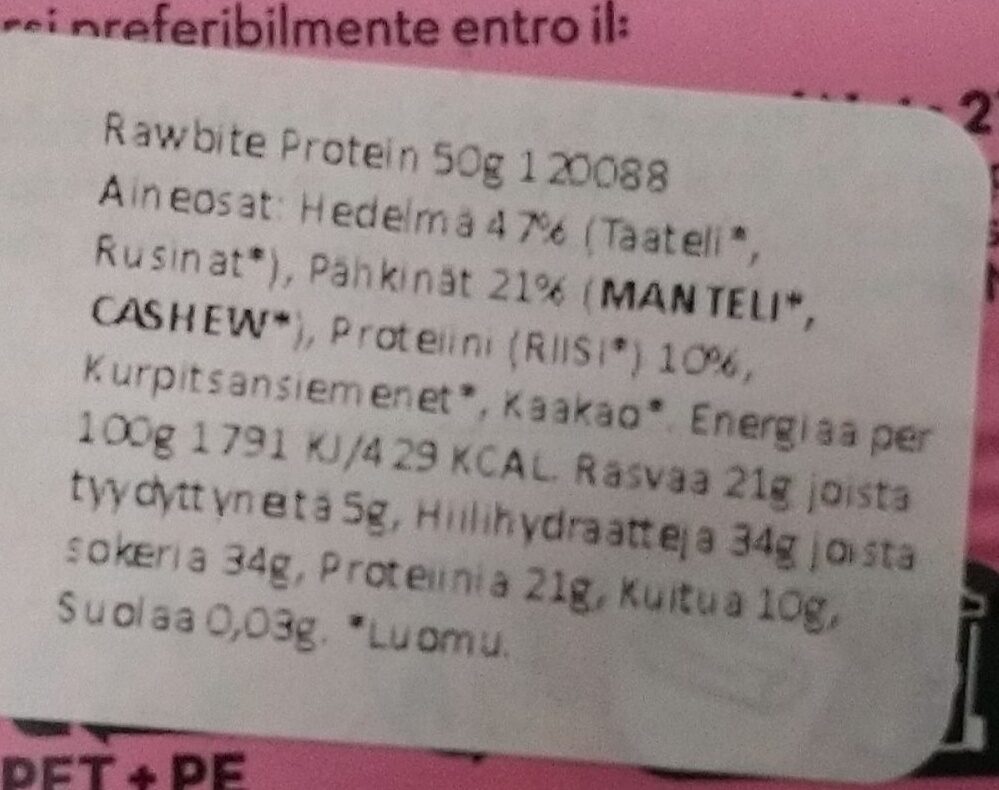 preferibilmente entro il:
Rawbite Protein 50g 120088
Aineosat: Hedelmä 47% (Taateli*,
Rusinat*), Pähkinät 21% (MANTELI*,
CASHEW*), Proteiini (RIISI*) 10%,
Kurpitsansiemenet*, Kaakao*. Energiaa per
100g 1791 KJ/429 KCAL. Rasvaa 21g joista
tyydyttynetä 5g, Hiilihydraatteja 34g joista
sokeria 34g, Proteiinia 21g, Kuitua 10g,
Suolaa 0,03g. *Luomu.
PET + PE